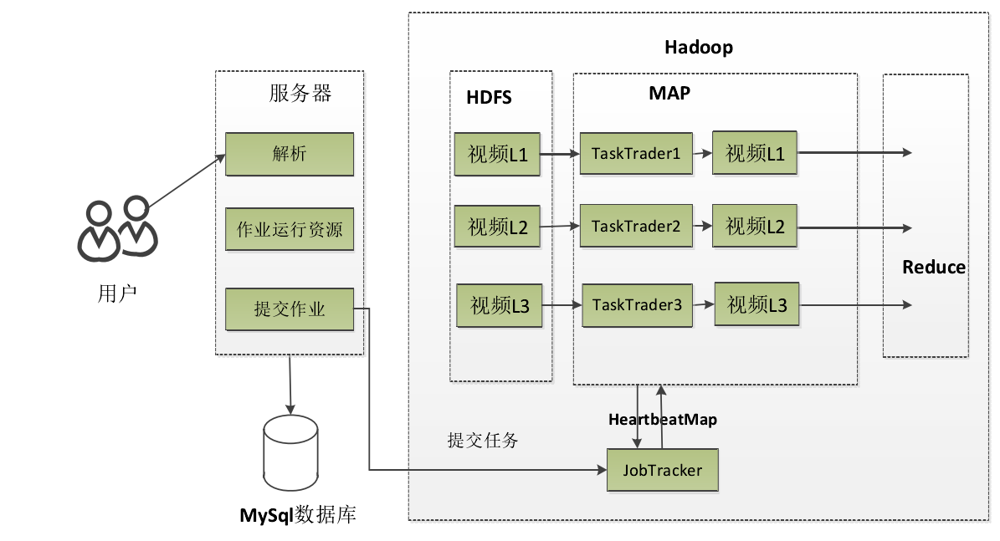 Hadoop
服务器
HDFS
MAP
解析
视频L1
TaskTrader1
视频L1
作业运行资源
视频L2
TaskTrader2
视频L2
用户
Reduce
提交作业
视频L3
TaskTrader3
视频L3
HeartbeatMap
提交任务
JobTracker
MySql数据库